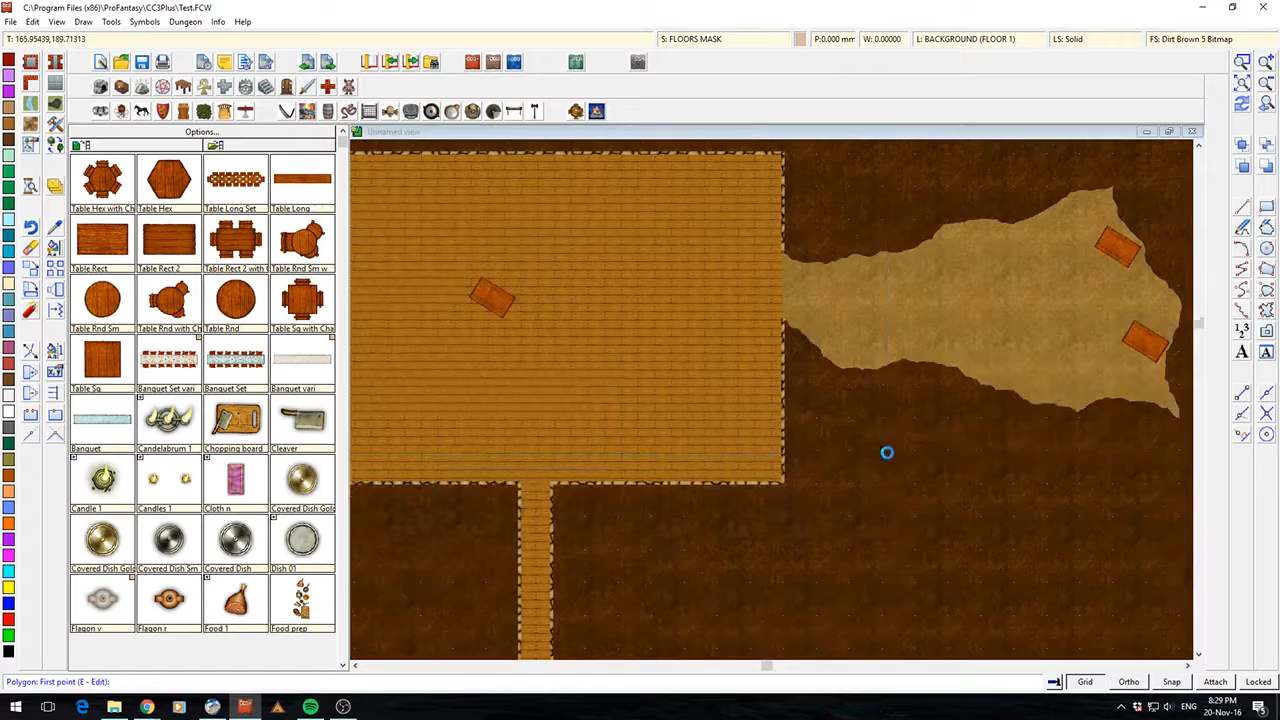 C:\Program Files (x86)\ProFantasy\CC3Plus\Test.FCW
File Edit View Draw Tools Symbols Dungeon Info Help
T: 165.95439,189.71313 S: FLOORS MASK P:0.000 mm W: 0.00000 L: BACKGROUND (FLOOR 1) LS: Solid FS: Dirt Brown 5 Bitmap
Options... Unnamed view
Table Hex with Ch Table Hex Table Long Set Table Long
Table Rect Table Rect 2 Table Rect 2 with Table Rnd Sm w
Table Rnd Sm Table Rnd with Ch Table Rnd Table Sq with Cha
Table Sq Banquet Set vari Banquet Set Banquet vari
Banquet Candelabrum 1 Chopping board Cleaver
Candle 1 Candles 1 Cloth n Covered Dish Gold
Covered Dish Gold Covered Dish Sm Covered Dish Dish 01
Flagon v Flagon r Food 1 Food prep
1 2
3
A A
Polygon: First point (E - Edit): Grid Ortho Snap Attach Locked
8:29 PM
20-Nov-16